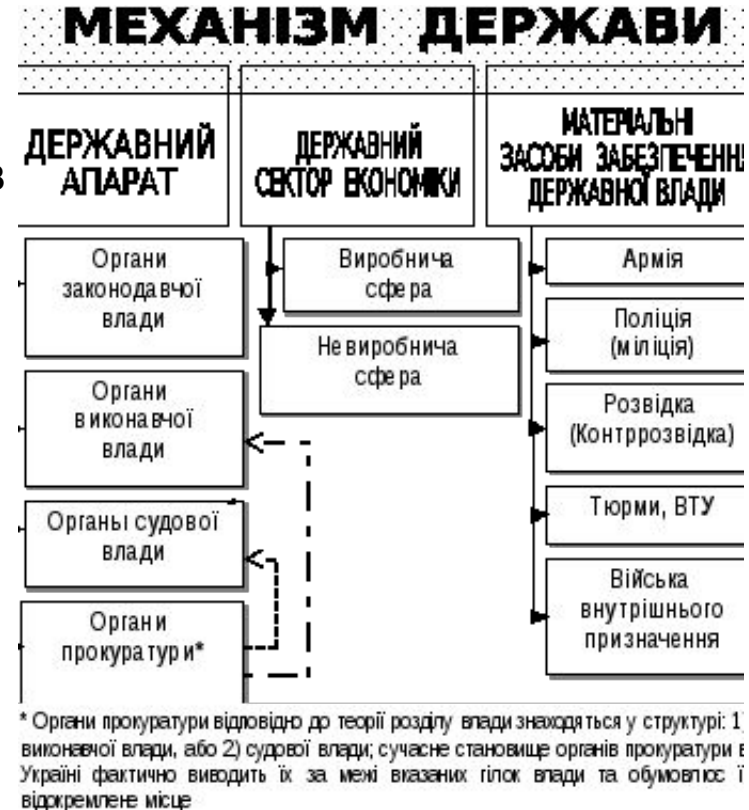 МЕХАНІЗМ ДЕРЖАВИ
в
ДЕРЖАВНИЙ
АПАРАТ
Органи
законодавчої
влади
Органи
виконавчої
влади
Органы судової
влади
Органи
прокуратури*
ДЕРЖАВНИЙ
СЕКТОР ЕКОНОМІКИ
Виробнича
сфера
Невиробнича
сфера
МАТЕРІАЛЬНІ
ЗАСОБИ ЗАБЕЗПЕЧЕННЯ
ДЕРЖАВНОЇ ВЛАДИ
Армія
Поліція
(міліція)
Розвідка
(Контррозвідка)
Тюрми, ВТУ
Війська
внутрішнього
призначення
* Органи прокуратури відповідно до теорії розділу влади знаходяться у структурі: 1)
виконавчої влади, або 2) судової влади; сучасне становище органів прокуратури в
Україні фактично виводить їх за межі вказаних гілок влади та обумовлює ї
відокремлене місце